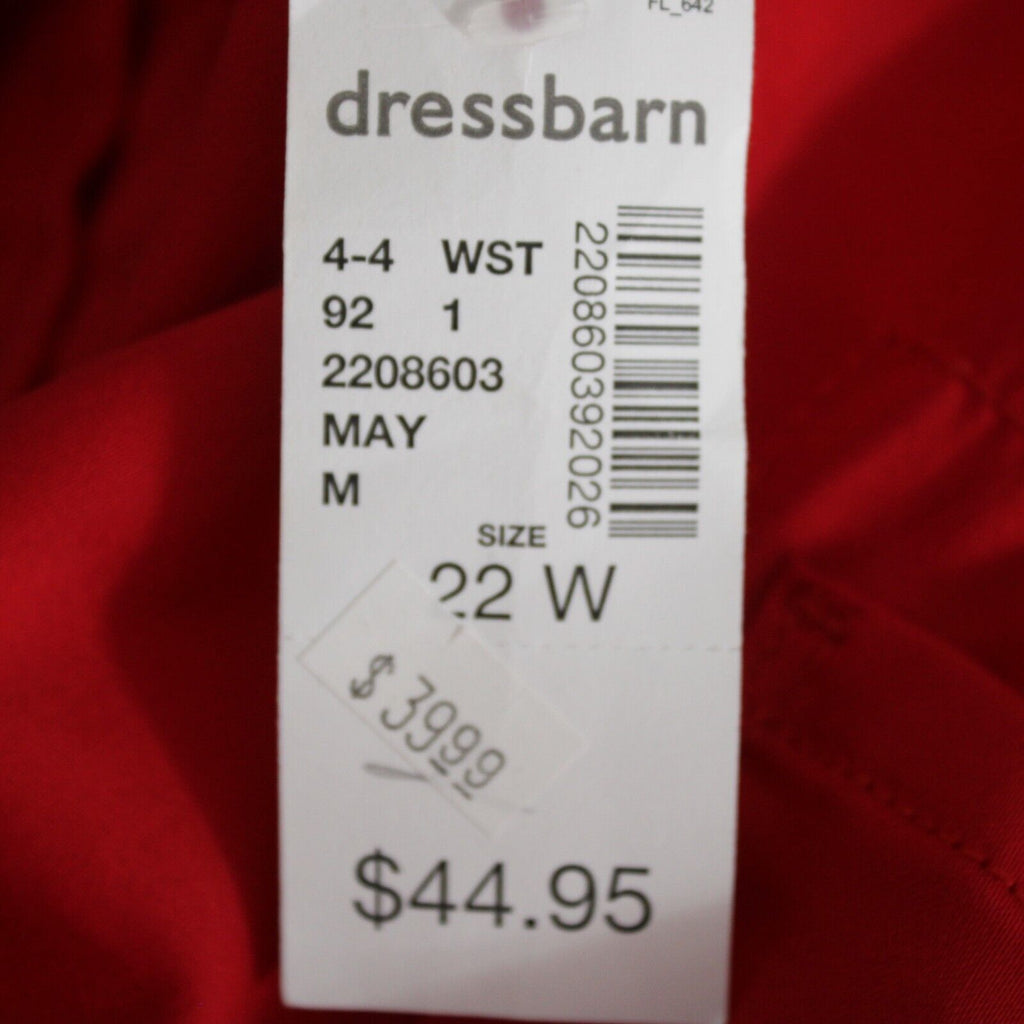 FL_642
dressbarn
4-4 WST
92 1
2208603
MAY
M
220860392026
SIZE
22 W
$3999
$44.95